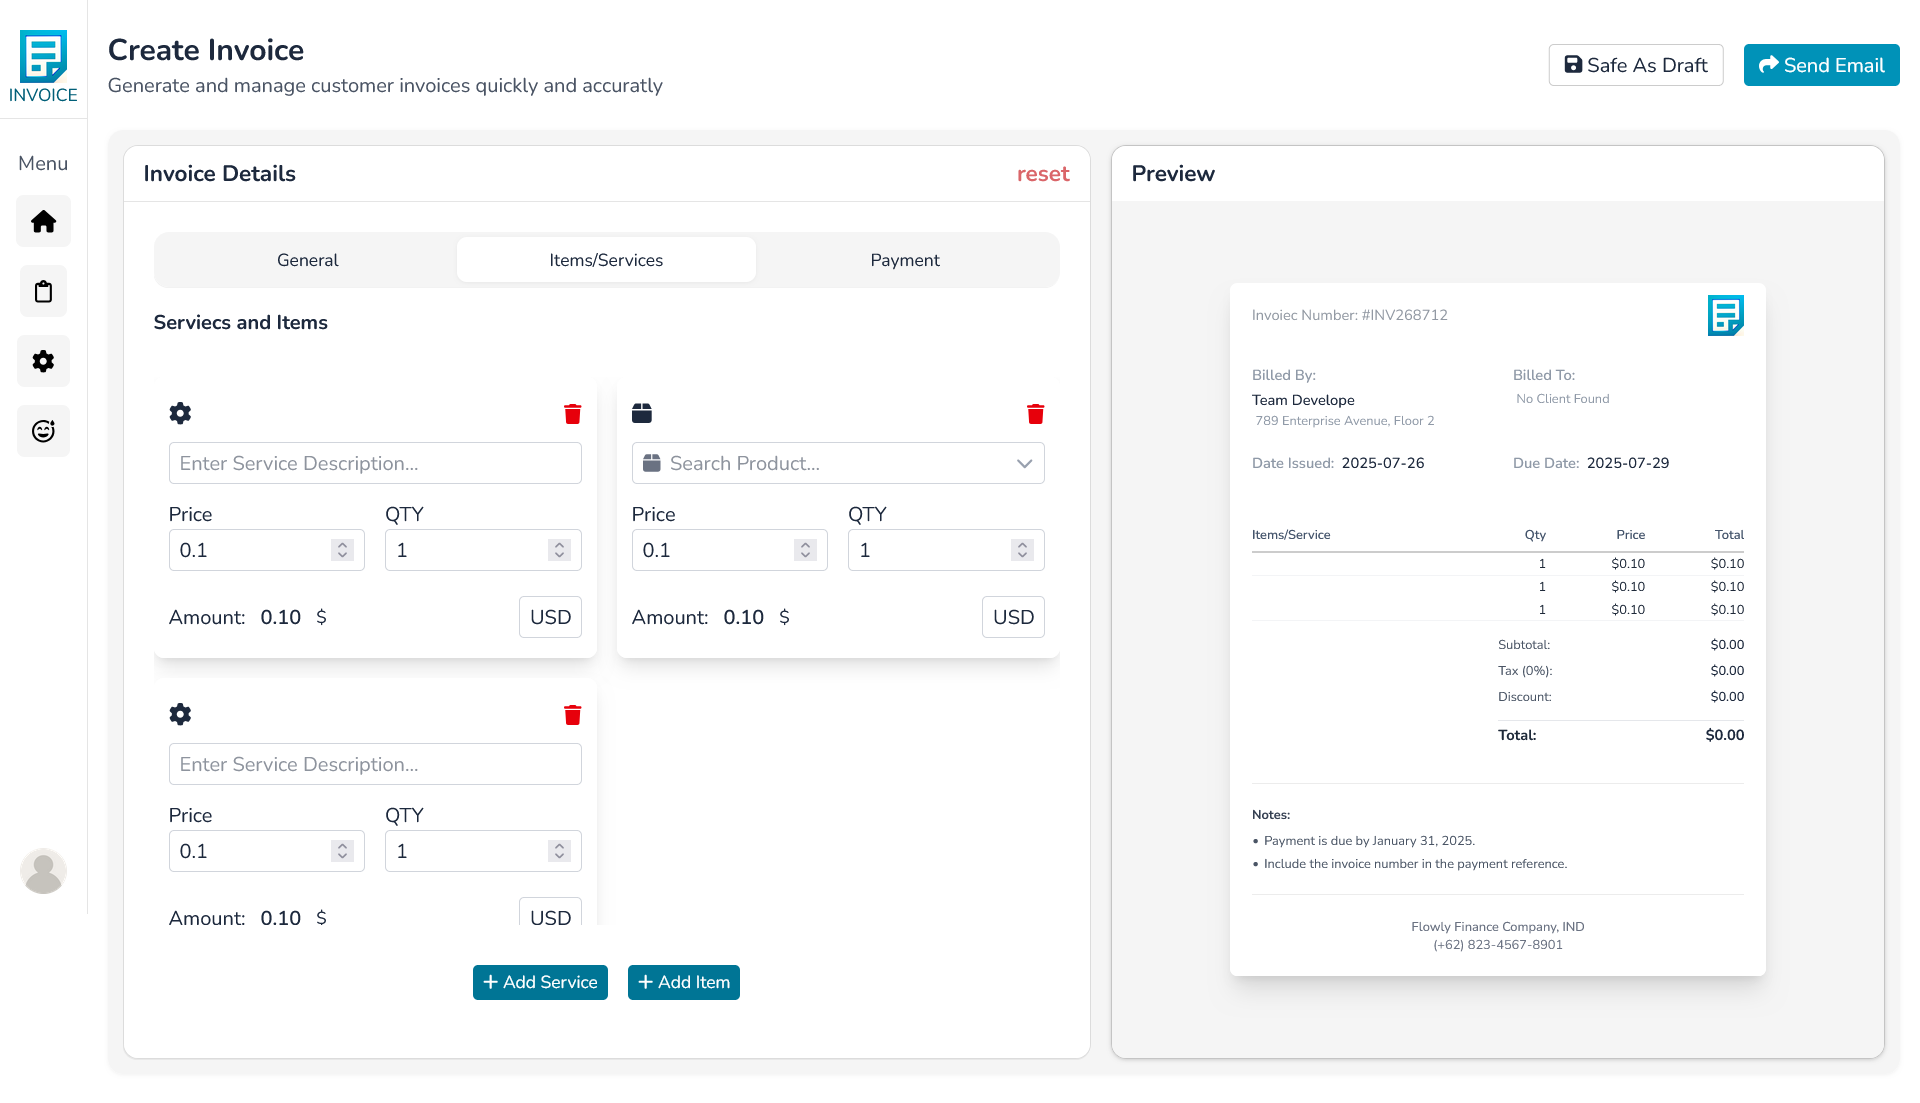 INVOICE
Menu
Create Invoice
Generate and manage customer invoices quickly and accuratly
Safe As Draft
Send Email
Invoice Details
reset
General
Items/Services
Payment
Serviecs and Items
Enter Service Description...
Price
QTY
0.1
1
Amount: 0.10 $
USD
Search Product...
Price
QTY
0.1
1
Amount: 0.10 $
USD
Enter Service Description...
Price
QTY
0.1
1
Amount: 0.10 $
USD
Add Service
Add Item
Preview
Invoiec Number: #INV268712
Billed By:
Team Develope
789 Enterprise Avenue, Floor 2
Billed To:
No Client Found
Date Issued: 2025-07-26
Due Date: 2025-07-29
Items/Service Qty Price Total
1 $0.10 $0.10
1 $0.10 $0.10
1 $0.10 $0.10
Subtotal: $0.00
Tax (0%): $0.00
Discount: $0.00
Total: $0.00
Notes:
• Payment is due by January 31, 2025.
• Include the invoice number in the payment reference.
Flowly Finance Company, IND
(+62) 823-4567-8901